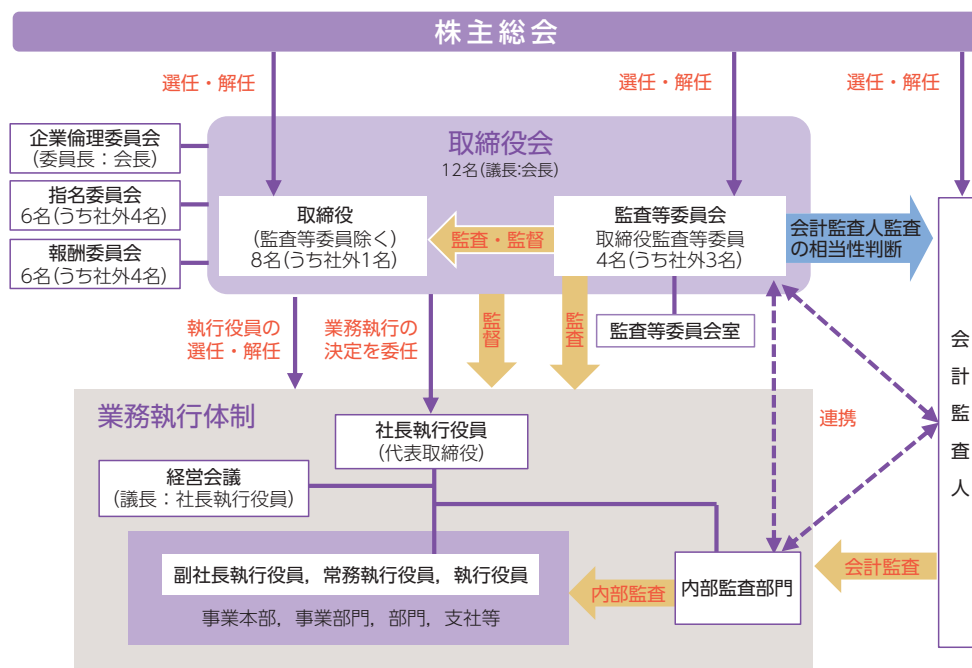 株主総会
選任・解任
選任・解任
選任・解任
企業倫理委員会
(委員長：会長)
指名委員会
6名(うち社外4名)
報酬委員会
6名(うち社外4名)
取締役会
12名(議長:会長)
取締役
(監査等委員除く)
8名(うち社外1名)
監査・監督
監査等委員会
取締役監査等委員
4名(うち社外3名)
会計監査人監査
の相当性判断
執行役員の
選任・解任
業務執行の
決定を委任
監督
監査
監査等委員会室
会計監査人
連携
業務執行体制
社長執行役員
(代表取締役)
経営会議
(議長：社長執行役員)
副社長執行役員，常務執行役員，執行役員
事業本部，事業部門，部門，支社等
内部監査
内部監査部門
会計監査